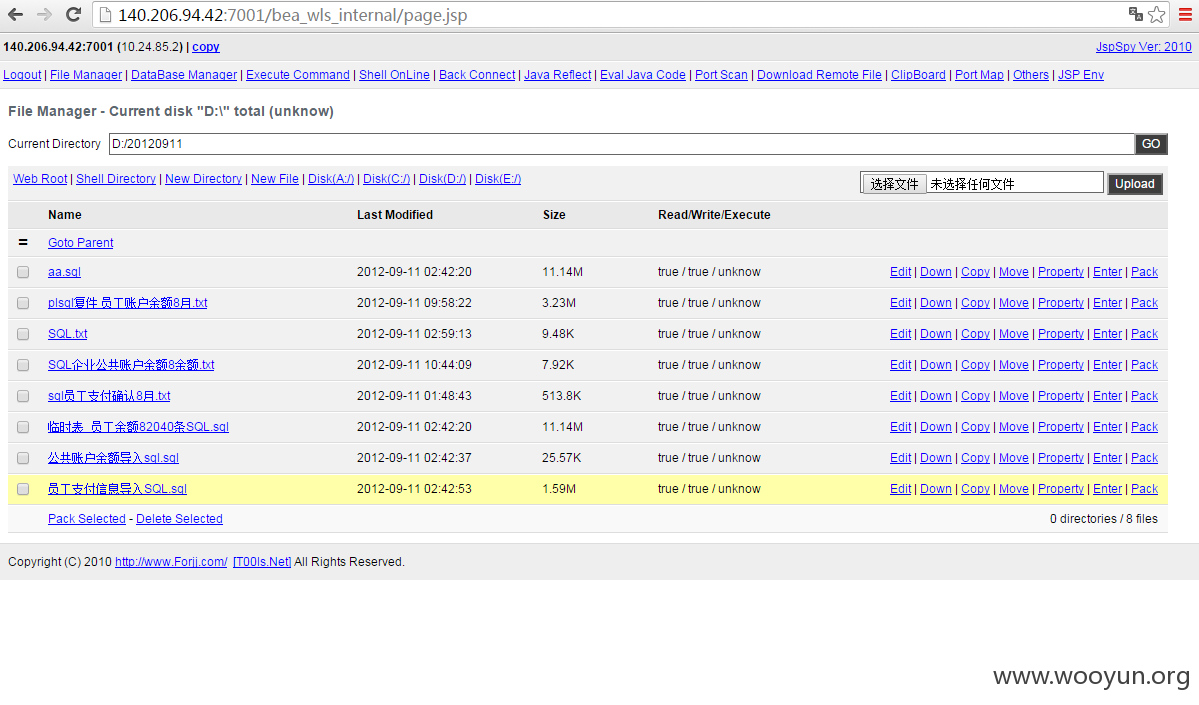 140.206.94.42:7001/bea_wls_internal/page.jsp
140.206.94.42:7001 (10.24.85.2) | copy JspSpy Ver: 2010
Logout | File Manager | DataBase Manager | Execute Command | Shell OnLine | Back Connect | Java Reflect | Eval Java Code | Port Scan | Download Remote File | ClipBoard | Port Map | Others | JSP Env
File Manager - Current disk "D:\" total (unknow)
Current Directory D:/20120911 GO
Web Root | Shell Directory | New Directory | New File | Disk(A:/) | Disk(C:/) | Disk(D:/) | Disk(E:/) 选择文件 未选择任何文件 Upload
Name Last Modified Size Read/Write/Execute
= Goto Parent
aa.sql 2012-09-11 02:42:20 11.14M true / true / unknow Edit | Down | Copy | Move | Property | Enter | Pack
plsql复件 员工账户余额8月.txt 2012-09-11 09:58:22 3.23M true / true / unknow Edit | Down | Copy | Move | Property | Enter | Pack
SQL.txt 2012-09-11 02:59:13 9.48K true / true / unknow Edit | Down | Copy | Move | Property | Enter | Pack
SQL企业公共账户余额8余额.txt 2012-09-11 10:44:09 7.92K true / true / unknow Edit | Down | Copy | Move | Property | Enter | Pack
sql员工支付确认8月.txt 2012-09-11 01:48:43 513.8K true / true / unknow Edit | Down | Copy | Move | Property | Enter | Pack
临时表_员工余额82040条SQL.sql 2012-09-11 02:42:20 11.14M true / true / unknow Edit | Down | Copy | Move | Property | Enter | Pack
公共账户余额导入sql.sql 2012-09-11 02:42:37 25.57K true / true / unknow Edit | Down | Copy | Move | Property | Enter | Pack
员工支付信息导入SQL.sql 2012-09-11 02:42:53 1.59M true / true / unknow Edit | Down | Copy | Move | Property | Enter | Pack
Pack Selected - Delete Selected 0 directories / 8 files
Copyright (C) 2010 http://www.Forjj.com/ [T00ls.Net] All Rights Reserved.
www.wooyun.org